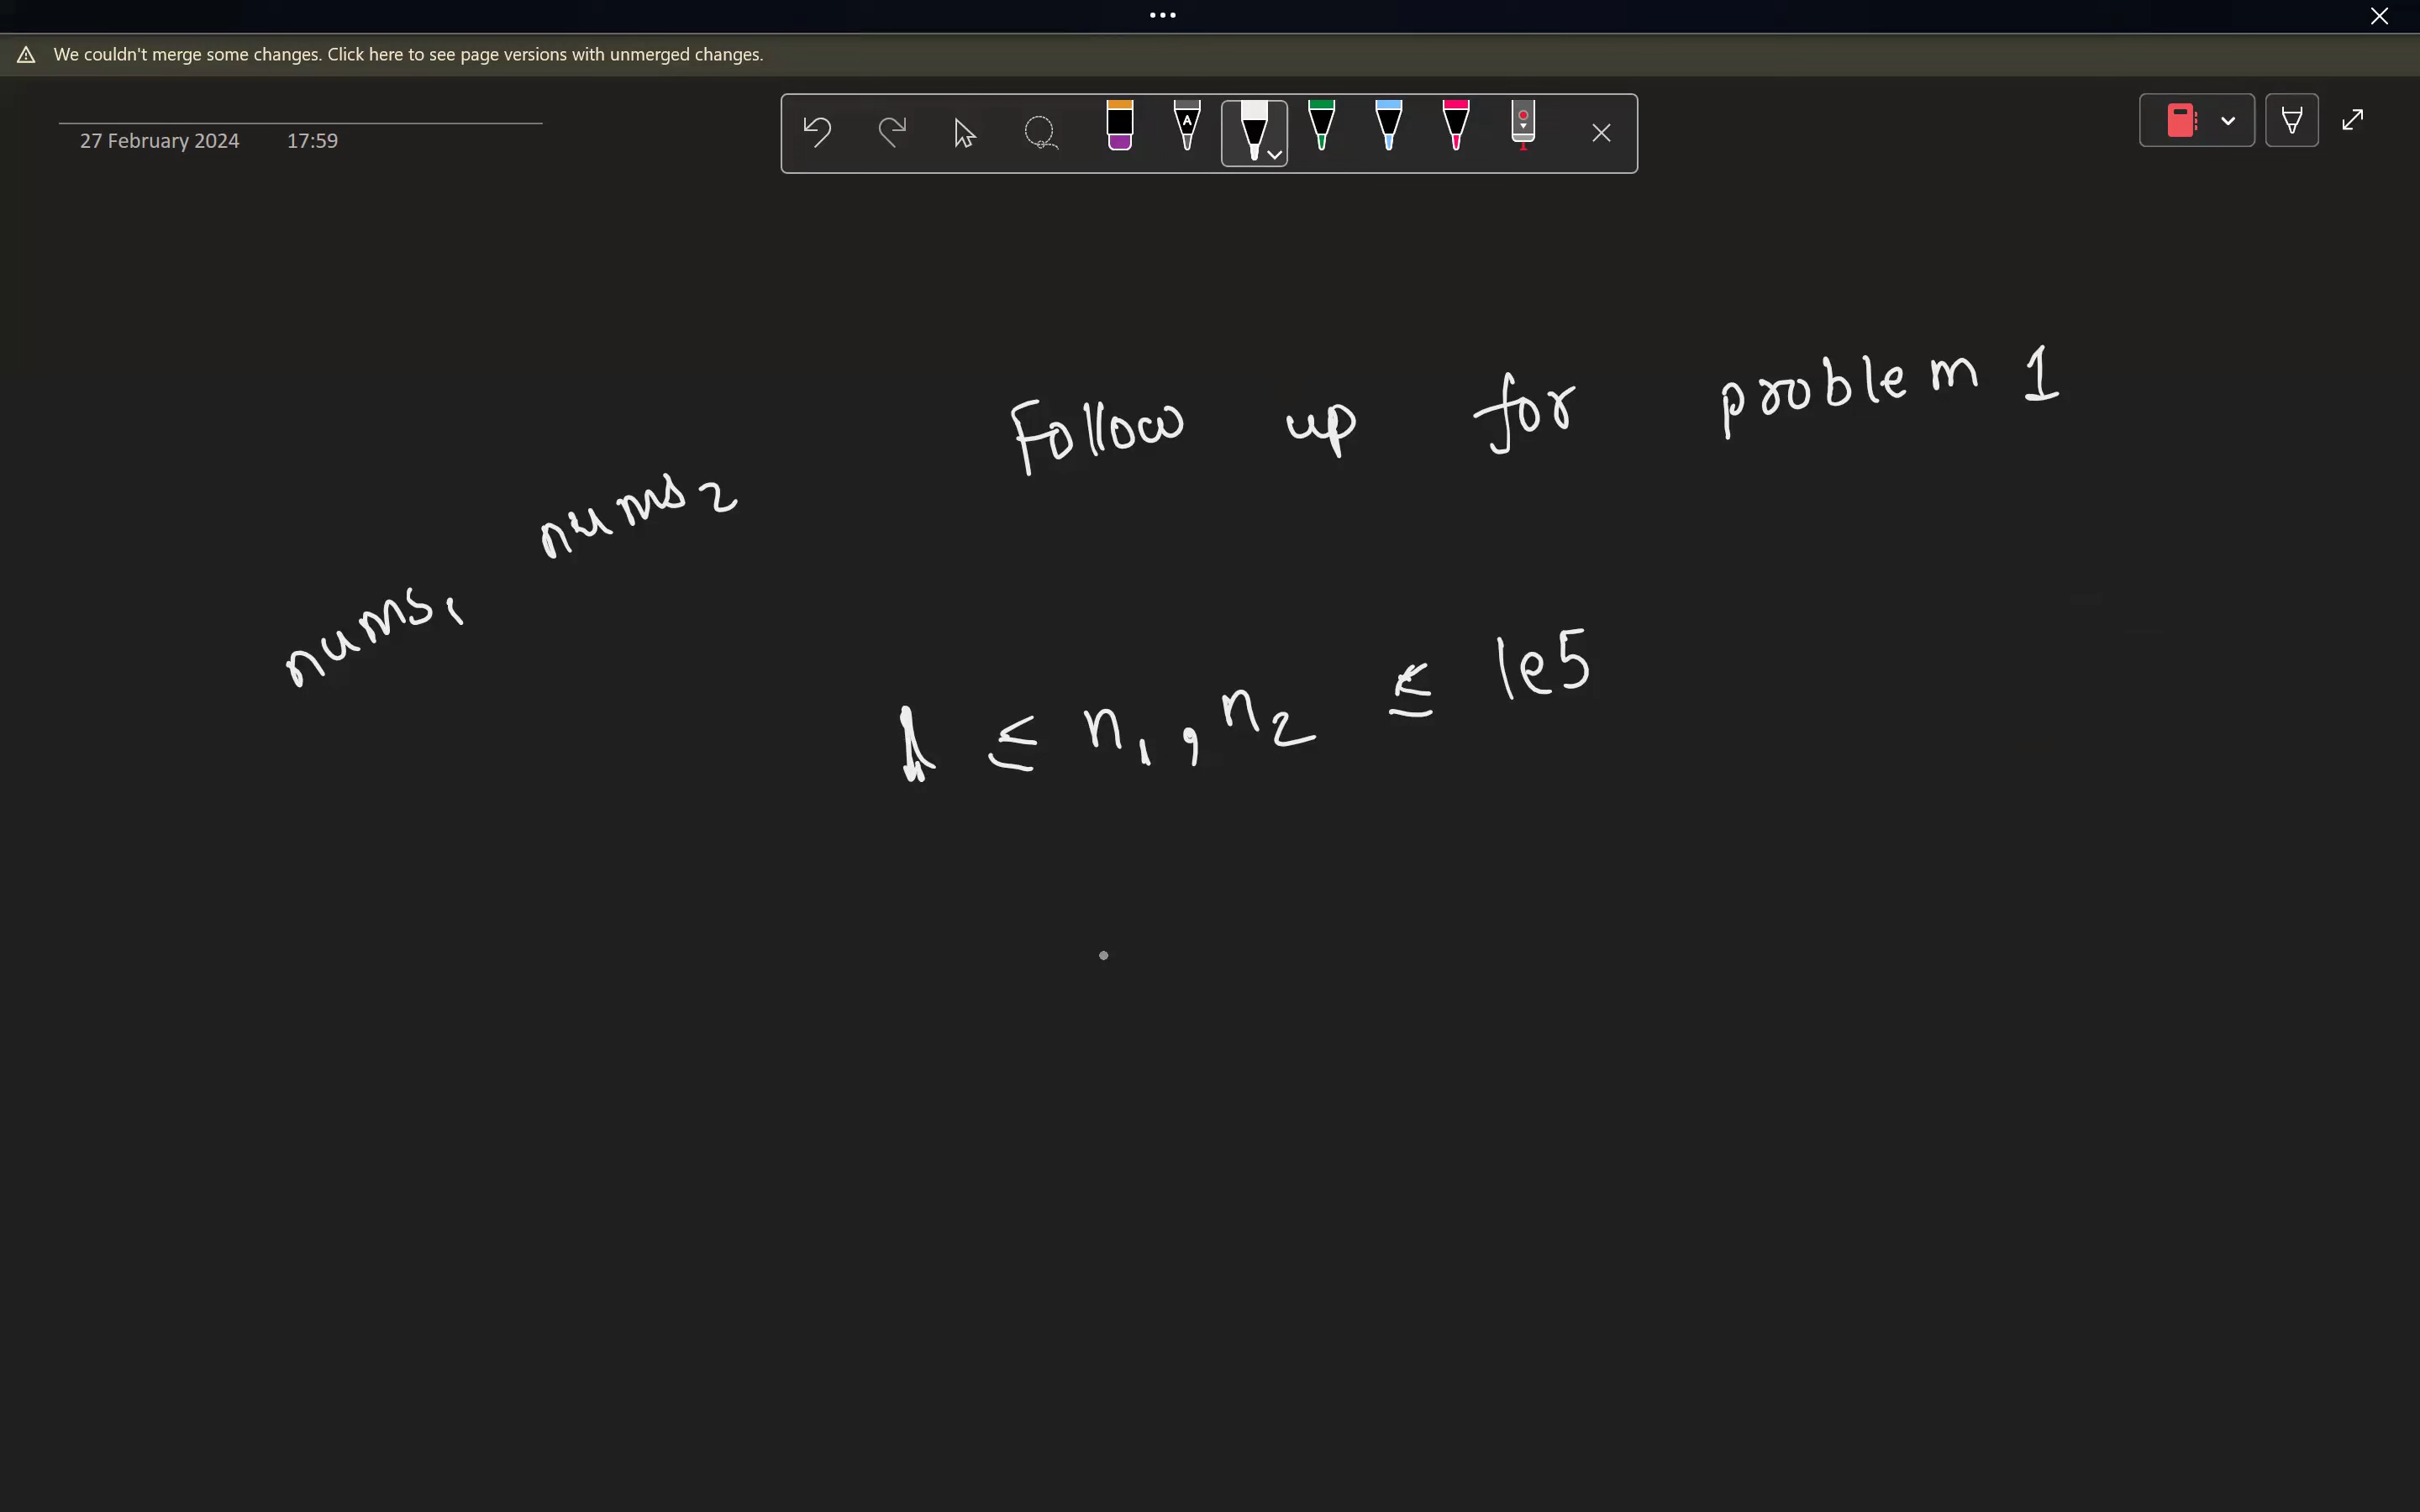 We couldn't merge some changes. Click here to see page versions with unmerged changes.
27 February 2024 17:59
A
Follow up for problem 1
nums1 nums2
1 ≤ n1, n2 ≤ 1e5